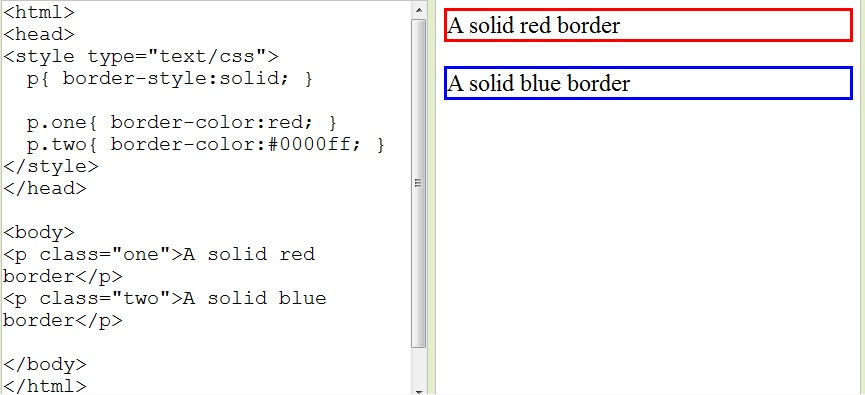 <html>
<head>
<style type="text/css">
  p{ border-style:solid; }

  p.one{ border-color:red; }
  p.two{ border-color:#0000ff; }
</style>
</head>

<body>
<p class="one">A solid red
border</p>
<p class="two">A solid blue
border</p>

</body>
</html>
A solid red border
A solid blue border